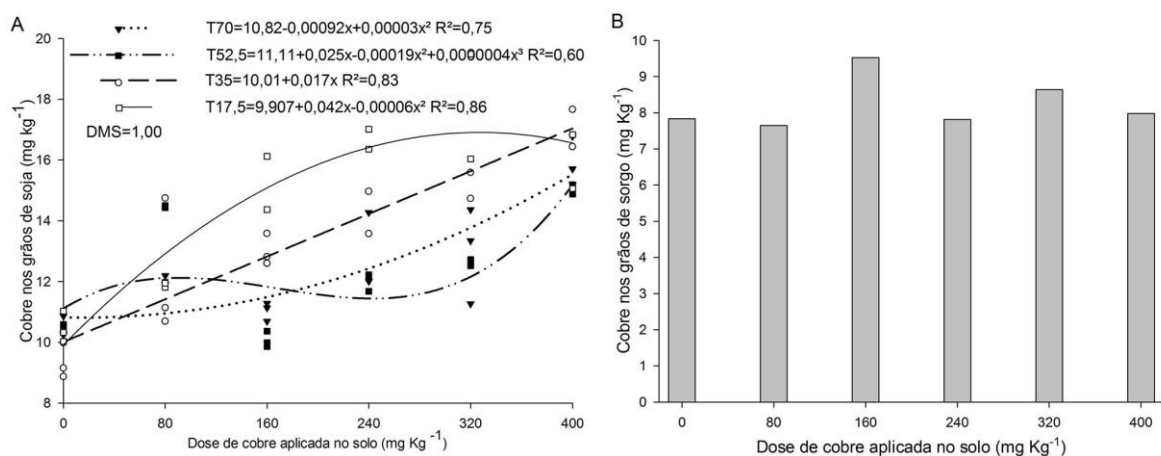 A
T70=10,82-0,00092x+0,00003x² R²=0,75
T52,5=11,11+0,025x-0,00019x²+0,0000004x³ R²=0,60
T35=10,01+0,017x R²=0,83
T17,5=9,907+0,042x-0,00006x² R²=0,86
DMS=1,00
Cobre nos grãos de soja (mg kg⁻¹)
20
18
16
14
12
10
8
0 80 160 240 320 400
Dose de cobre aplicada no solo (mg Kg⁻¹)
B
Cobre nos grãos de sorgo (mg Kg⁻¹)
10
9
8
7
6
5
4
3
2
1
0
0 80 160 240 320 400
Dose de cobre aplicada no solo (mg Kg⁻¹)